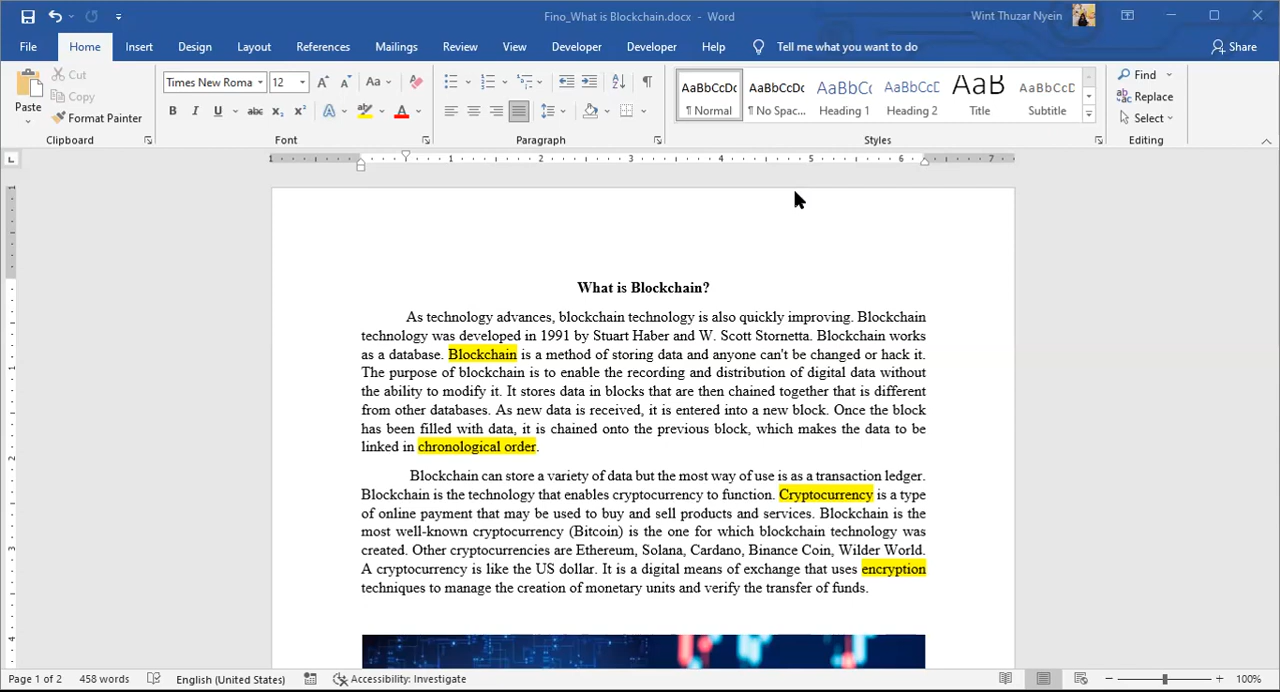 Fino_What is Blockchain.docx - Word
Wint Thuzar Nyein
File Home Insert Design Layout References Mailings Review View Developer Developer Help Tell me what you want to do Share
Cut
Copy
Format Painter
Paste
Clipboard
Times New Roma 12
Font
Paragraph
AaBbCcDc AaBbCcDc AaBbC AaBbCcD AaB AaBbCcD
¶ Normal ¶ No Spac... Heading 1 Heading 2 Title Subtitle
Styles
Find
Replace
Select
Editing
1 1 2 3 4 5 6 7
What is Blockchain?
As technology advances, blockchain technology is also quickly improving. Blockchain
technology was developed in 1991 by Stuart Haber and W. Scott Stornetta. Blockchain works
as a database. Blockchain is a method of storing data and anyone can't be changed or hack it.
The purpose of blockchain is to enable the recording and distribution of digital data without
the ability to modify it. It stores data in blocks that are then chained together that is different
from other databases. As new data is received, it is entered into a new block. Once the block
has been filled with data, it is chained onto the previous block, which makes the data to be
linked in chronological order.
Blockchain can store a variety of data but the most way of use is as a transaction ledger.
Blockchain is the technology that enables cryptocurrency to function. Cryptocurrency is a type
of online payment that may be used to buy and sell products and services. Blockchain is the
most well-known cryptocurrency (Bitcoin) is the one for which blockchain technology was
created. Other cryptocurrencies are Ethereum, Solana, Cardano, Binance Coin, Wilder World.
A cryptocurrency is like the US dollar. It is a digital means of exchange that uses encryption
techniques to manage the creation of monetary units and verify the transfer of funds.
Page 1 of 2 458 words English (United States) Accessibility: Investigate 100%